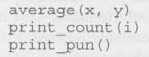 average(x, y)
print_count(i)
print_pun()